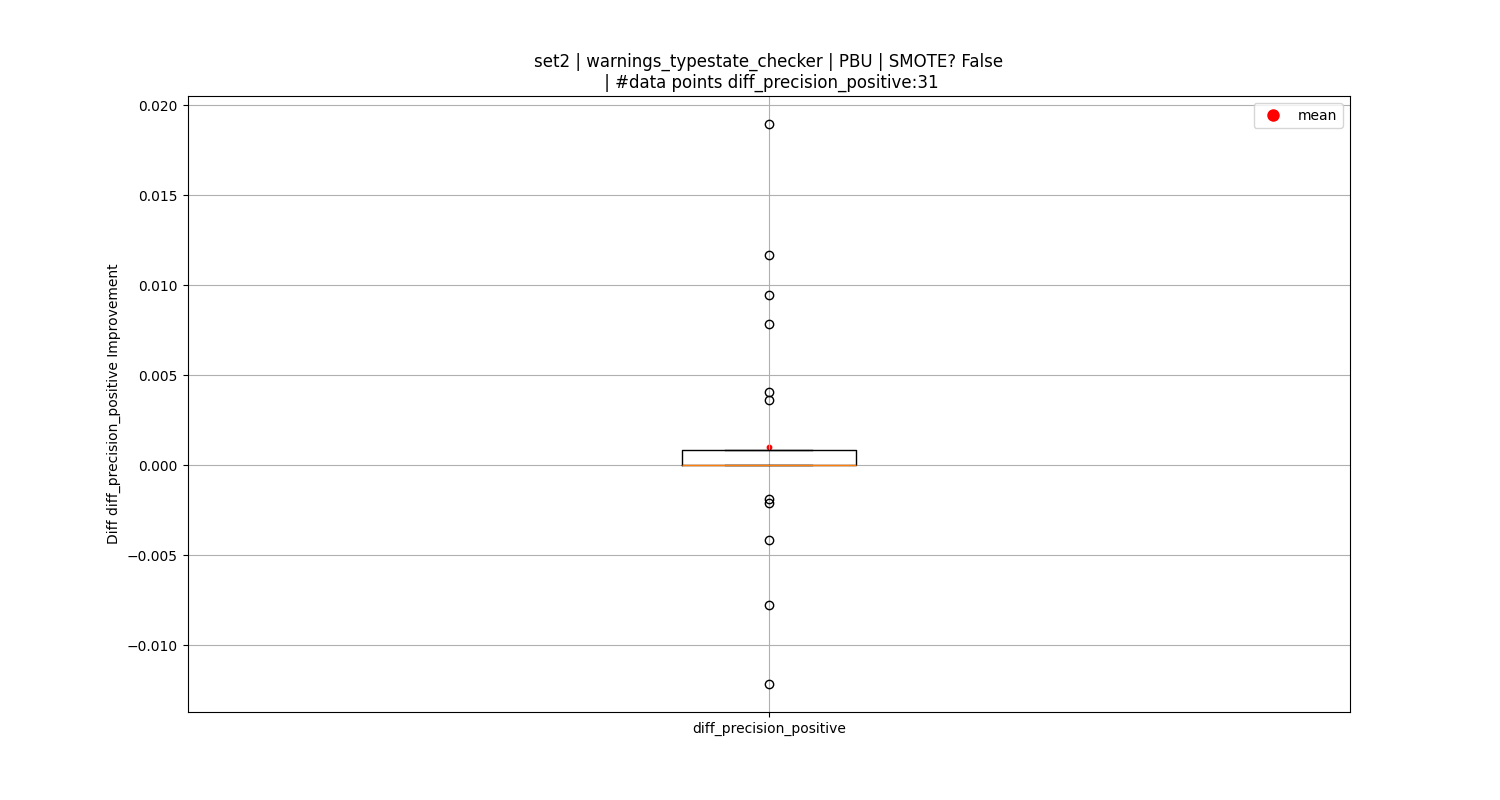 set2 | warnings_typestate_checker | PBU | SMOTE? False
| #data points diff_precision_positive:31
mean
0.020
0.015
0.010
0.005
0.000
−0.005
−0.010
Diff diff_precision_positive Improvement
diff_precision_positive